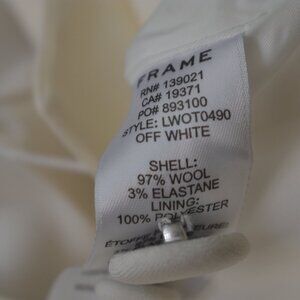 FRAME
RN# 139021
CA# 19371
PO# 893100
STYLE: LWOT0490
OFF WHITE
SHELL:
97% WOOL
3% ELASTANE
LINING:
100% POLYESTER
ÉTOFFE